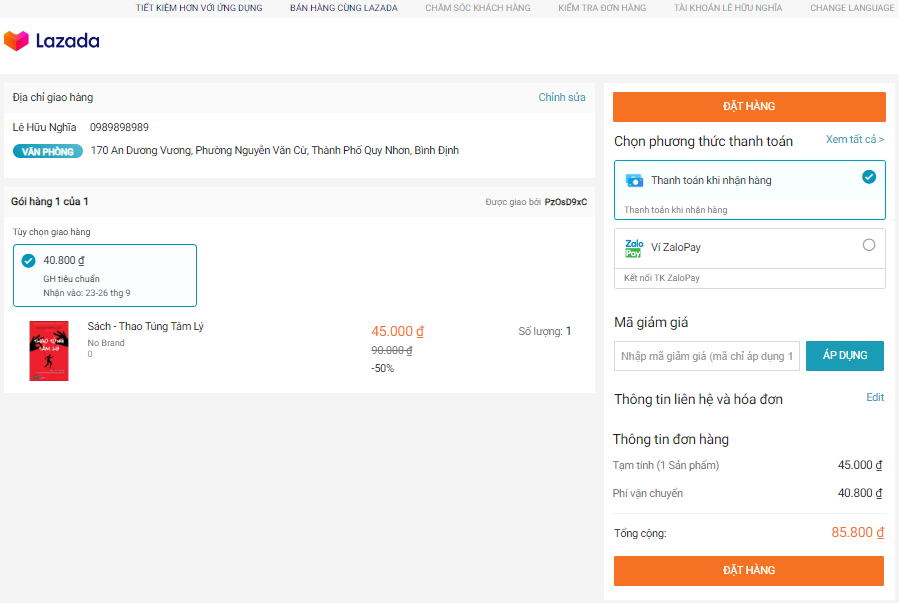 TIẾT KIỆM HƠN VỚI ỨNG DỤNG BÁN HÀNG CÙNG LAZADA CHĂM SÓC KHÁCH HÀNG KIỂM TRA ĐƠN HÀNG TÀI KHOẢN LÊ HỮU NGHĨA CHANGE LANGUAGE
Lazada
Địa chỉ giao hàng Chỉnh sửa
Lê Hữu Nghĩa 0989898989
VĂN PHÒNG 170 An Dương Vương, Phường Nguyễn Văn Cừ, Thành Phố Quy Nhơn, Bình Định
Gói hàng 1 của 1 Được giao bởi PzOsD9xC
Tùy chọn giao hàng
40.800 ₫
GH tiêu chuẩn
Nhận vào: 23-26 thg 9
THAO TÚNG
TÂM LÝ
Sách - Thao Túng Tâm Lý
No Brand
0
45.000 ₫
90.000 ₫
-50%
Số lượng: 1
ĐẶT HÀNG
Chọn phương thức thanh toán Xem tất cả >
Thanh toán khi nhận hàng
Thanh toán khi nhận hàng
Zalo
Pay
Ví ZaloPay
Kết nối TK ZaloPay
Mã giảm giá
Nhập mã giảm giá (mã chỉ áp dụng 1 ÁP DỤNG
Thông tin liên hệ và hóa đơn Edit
Thông tin đơn hàng
Tạm tính (1 Sản phẩm) 45.000 ₫
Phí vận chuyển 40.800 ₫
Tổng cộng: 85.800 ₫
ĐẶT HÀNG